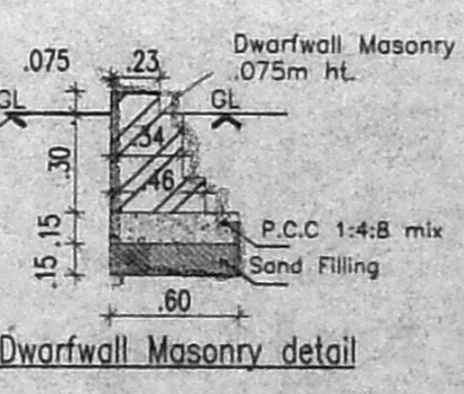 Dwarfwall Masonry
.075m ht.
.075
.23
GL
GL
.34
.46
.30
.15
.15
P.C.C 1:4:8 mix
Sand Filling
.60
Dwarfwall Masonry detail